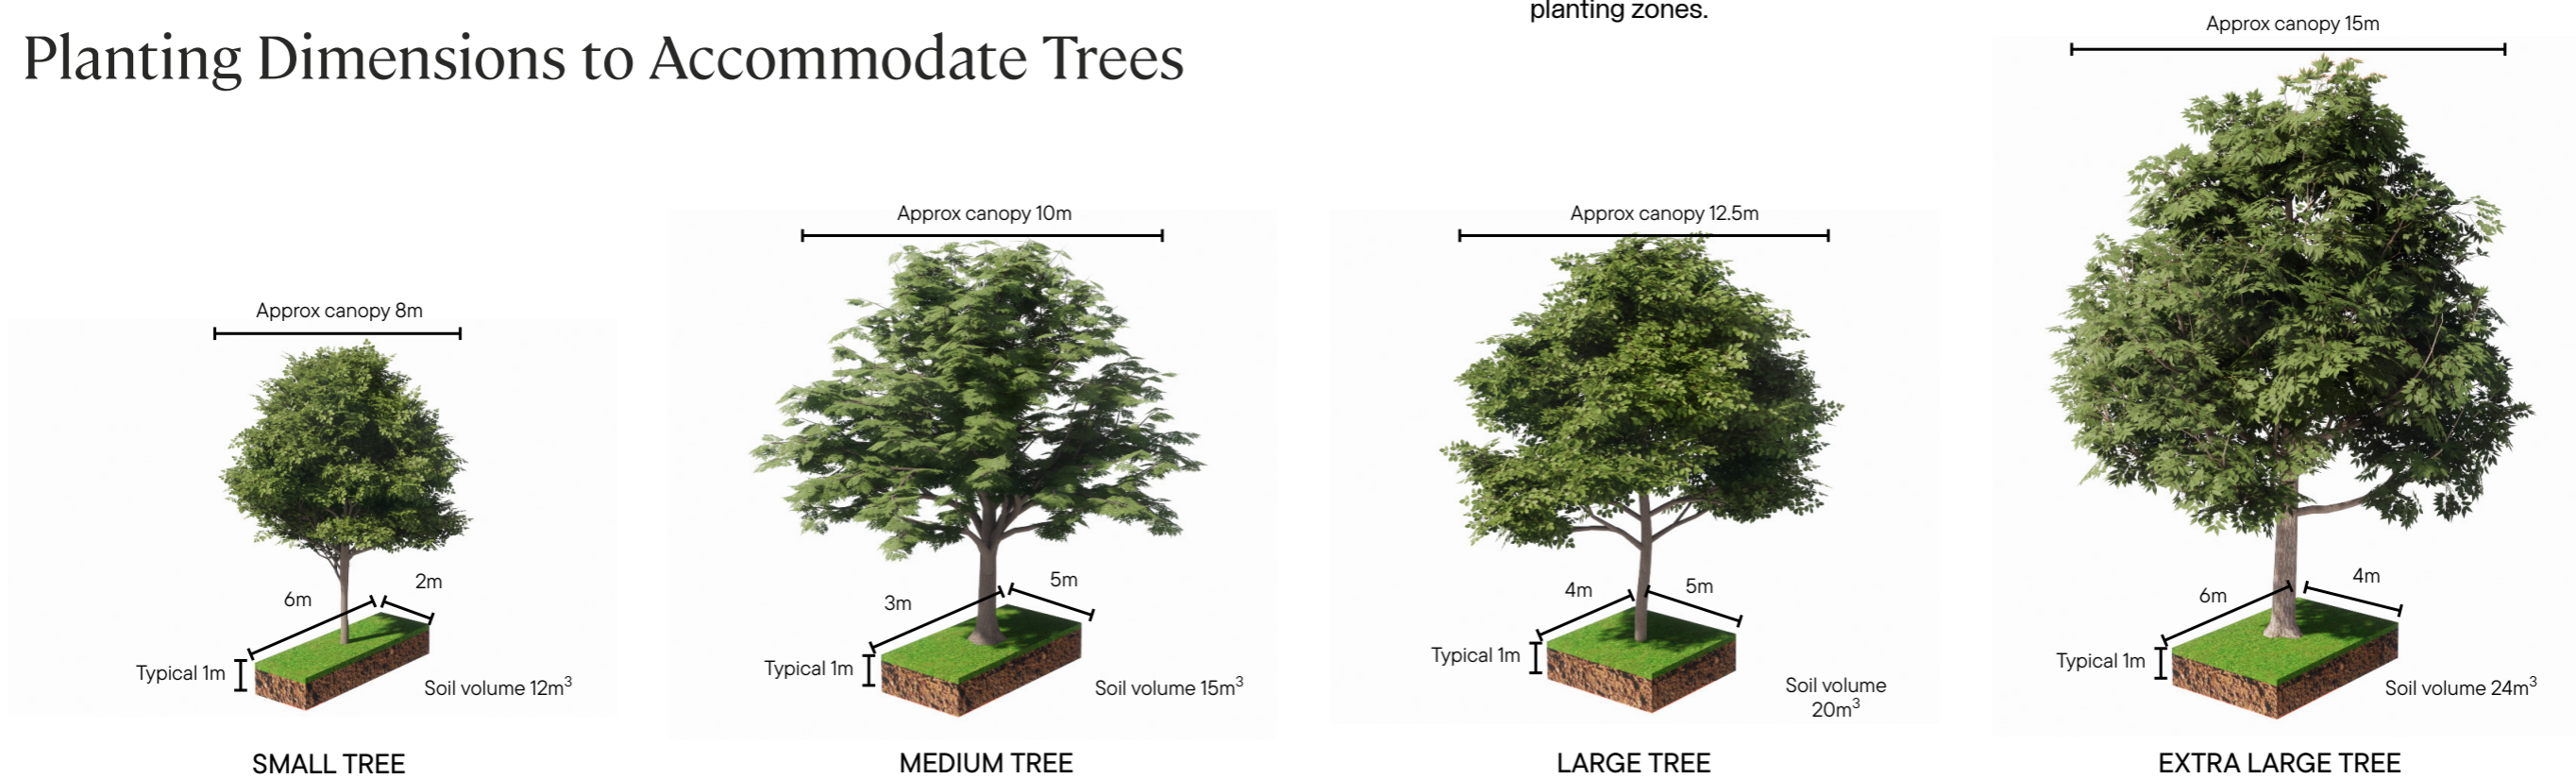 planting zones.
Planting Dimensions to Accommodate Trees
Approx canopy 8m
6m
2m
Typical 1m
Soil volume 12m³
SMALL TREE
Approx canopy 10m
3m
5m
Typical 1m
Soil volume 15m³
MEDIUM TREE
Approx canopy 12.5m
4m
5m
Typical 1m
Soil volume
20m³
LARGE TREE
Approx canopy 15m
6m
4m
Typical 1m
Soil volume 24m³
EXTRA LARGE TREE